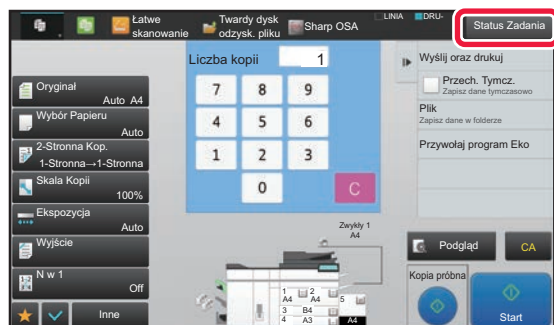 Łatwe
skanowanie
Twardy dysk
odzysk. pliku
Sharp OSA
LINIA
DRU-
Status Zadania
Oryginał
Auto A4
Wybór Papieru
Auto
2-Stronna Kop.
1-Stronna→1-Stronna
Skala Kopii
100%
Ekspozycja
Auto
Wyjście
N w 1
Off
Inne
Liczba kopii 1
7 8 9
4 5 6
1 2 3
0 C
Zwykły 1
A4
1 2
A4 A4 5
3 B4
4 A3 A4
Wyślij oraz drukuj
Przech. Tymcz.
Zapisz dane tymczasowo
Plik
Zapisz dane w folderze
Przywołaj program Eko
Podgląd CA
Kopia próbna
Start